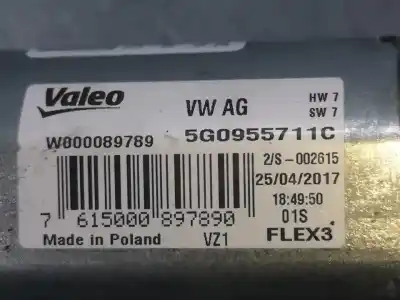 Valeo
VW AG
HW 7
SW 7
W000089789
5G0955711C
2/S-002615
25/04/2017
18:49:50
7 615000 897890
01S
Made in Poland
VZ1
FLEX3